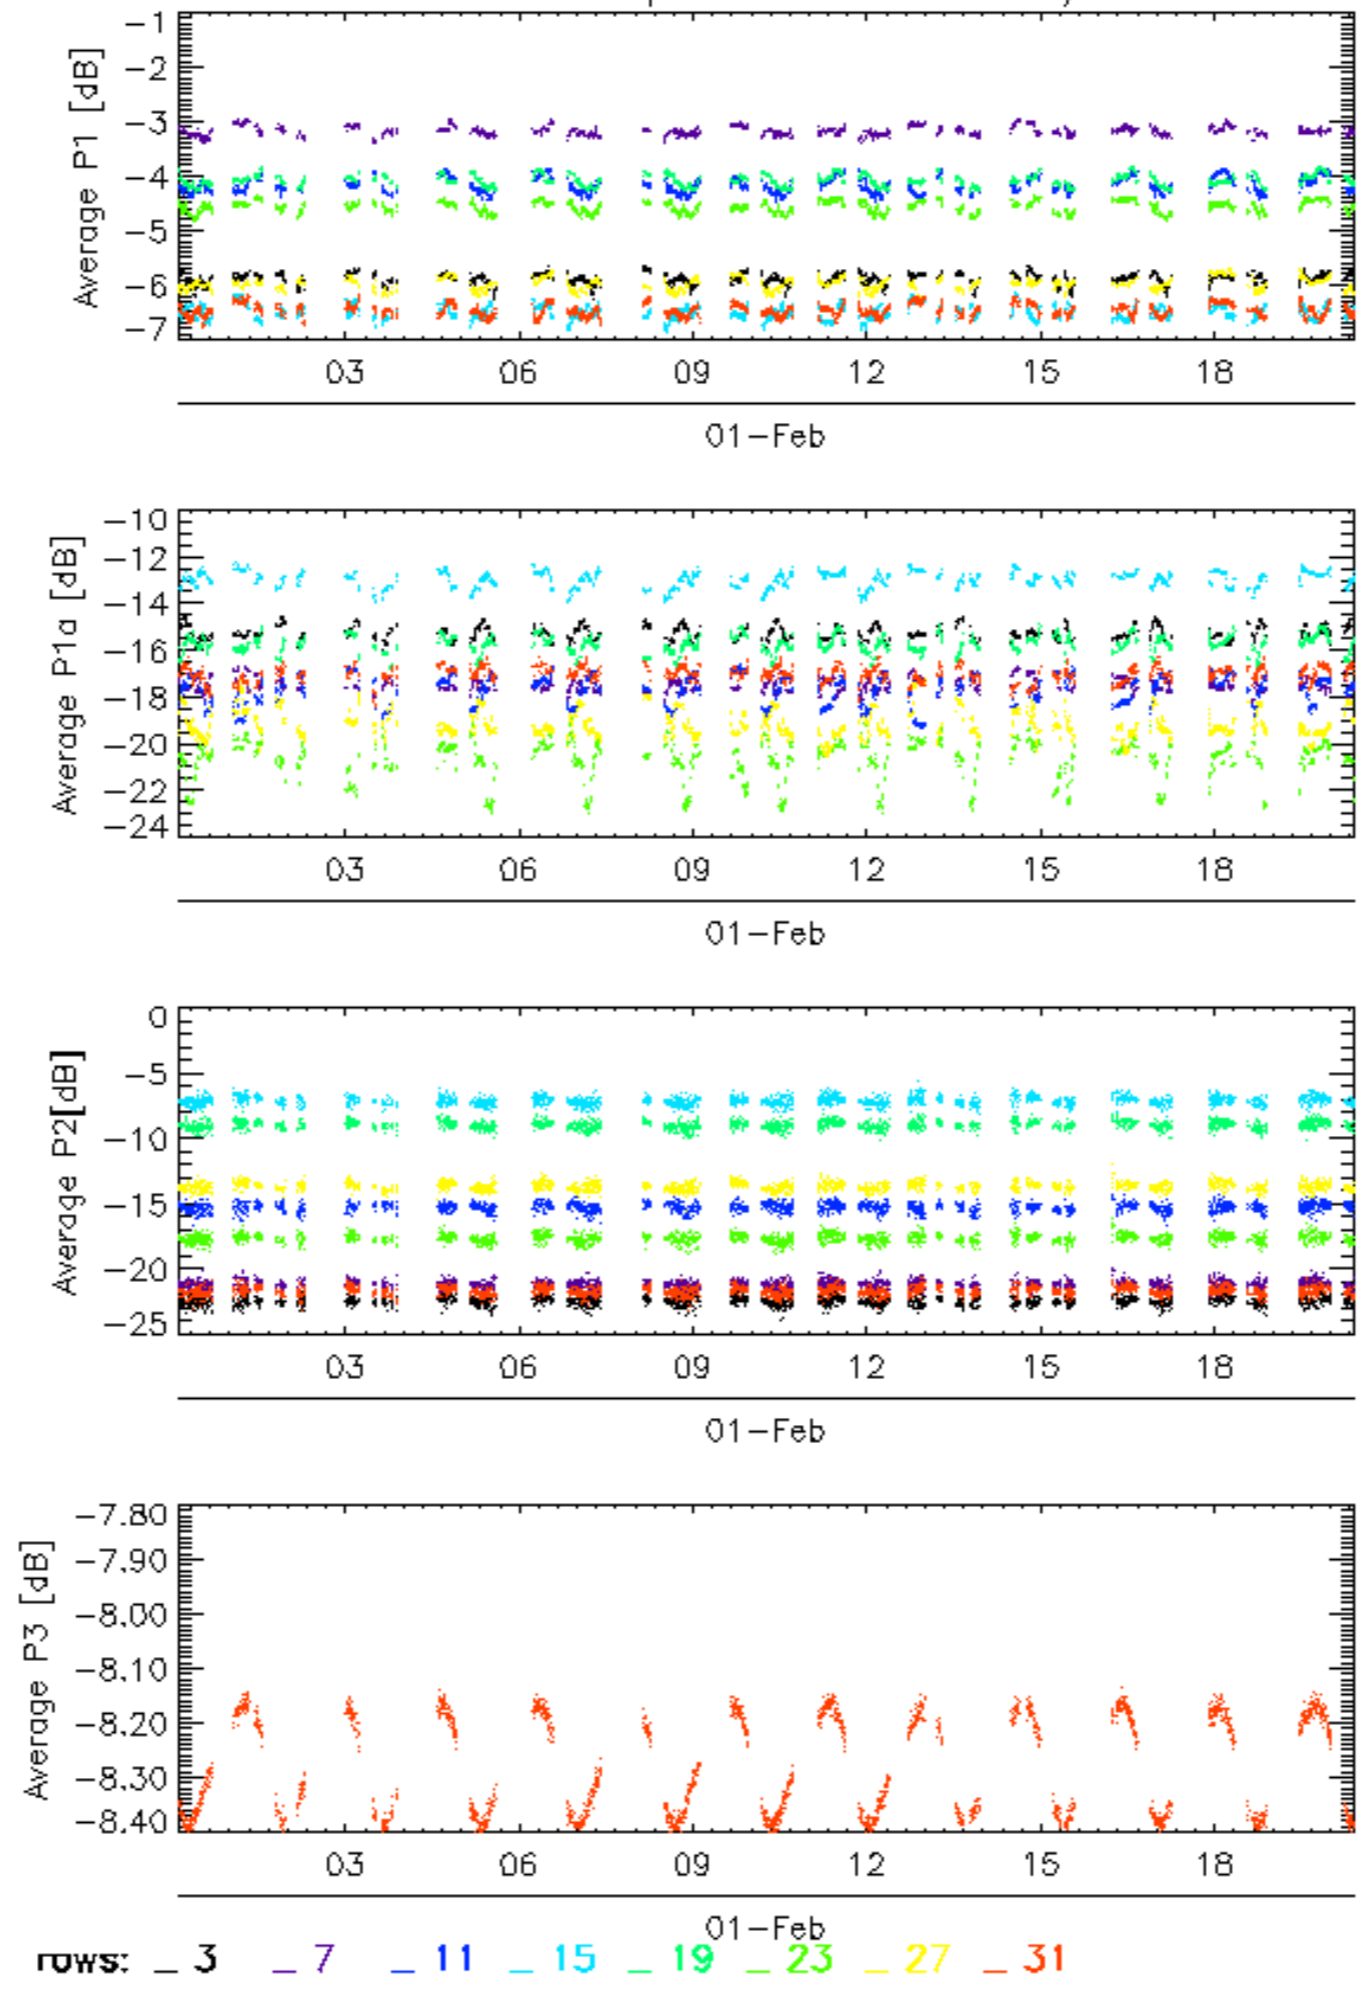 Average P1 [dB]
-1
-2
-3
-4
-5
-6
-7
03 06 09 12 15 18
01-Feb
Average P1a [dB]
-10
-12
-14
-16
-18
-20
-22
-24
03 06 09 12 15 18
01-Feb
Average P2[dB]
0
-5
-10
-15
-20
-25
03 06 09 12 15 18
01-Feb
Average P3 [dB]
-7.80
-7.90
-8.00
-8.10
-8.20
-8.30
-8.40
03 06 09 12 15 18
01-Feb
rows: _ 3 _ 7 _ 11 _ 15 _ 19 _ 23 _ 27 _ 31